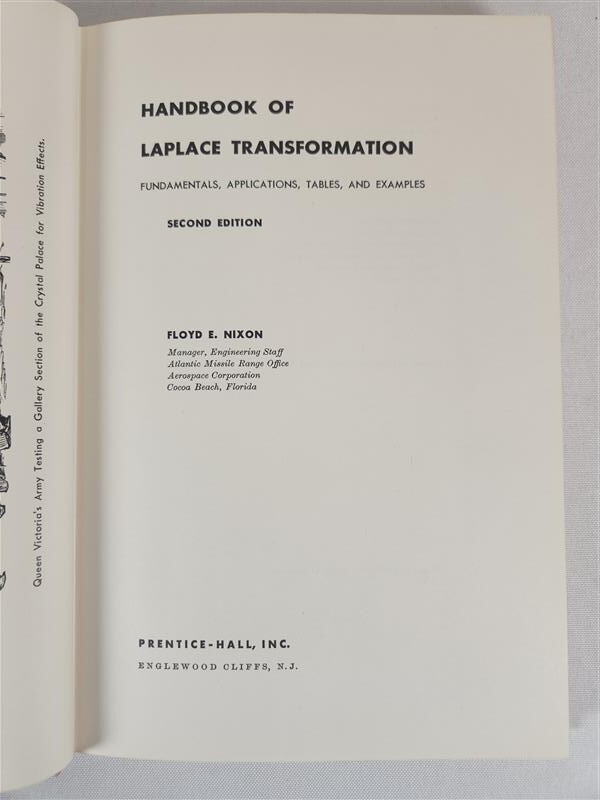 Queen Victoria's Army Testing a Gallery Section of the Crystal Palace for Vibration Effects.
HANDBOOK OF
LAPLACE TRANSFORMATION
FUNDAMENTALS, APPLICATIONS, TABLES, AND EXAMPLES
SECOND EDITION
FLOYD E. NIXON
Manager, Engineering Staff
Atlantic Missile Range Office
Aerospace Corporation
Cocoa Beach, Florida
PRENTICE-HALL, INC.
ENGLEWOOD CLIFFS, N.J.